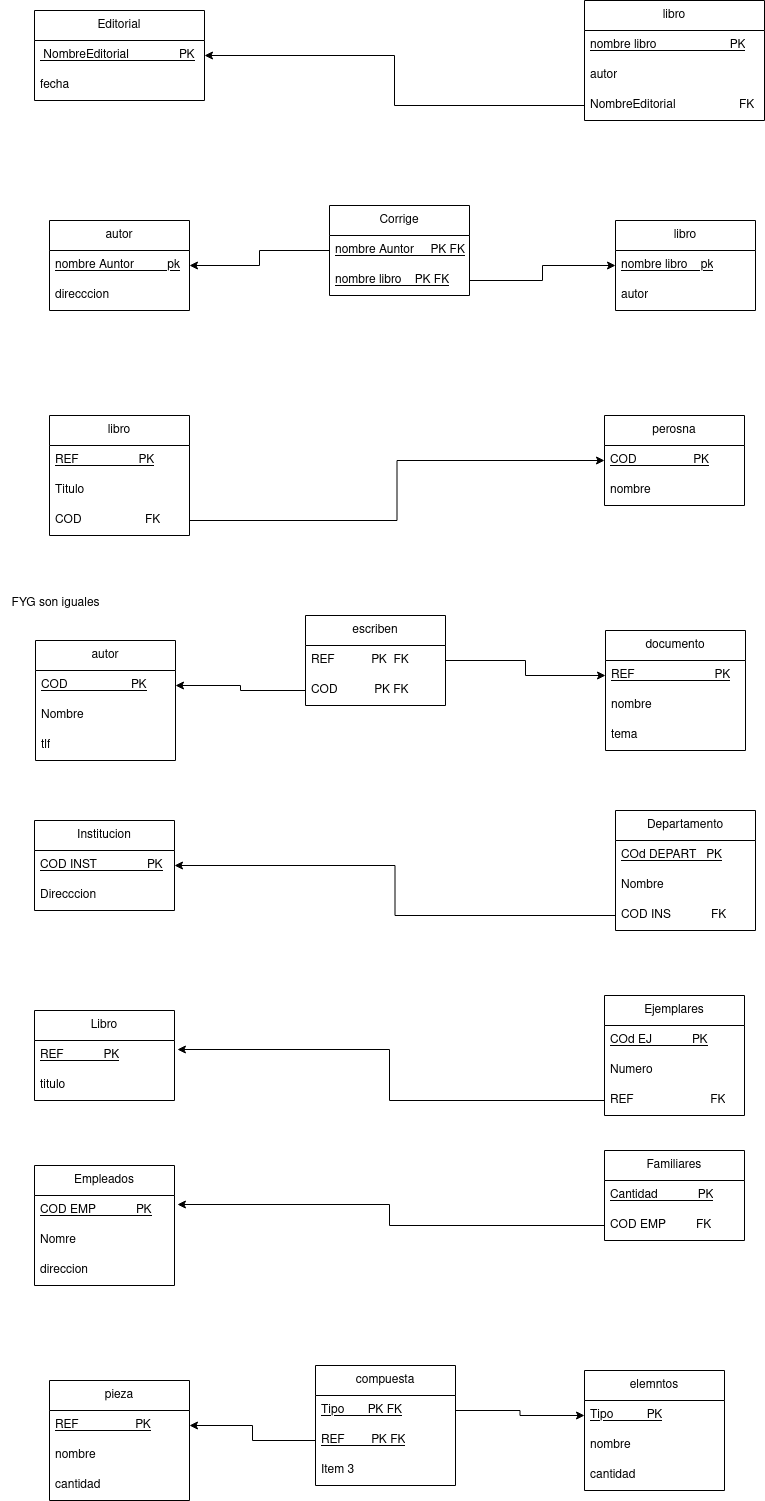 Editorial
NombreEditorial PK
fecha
libro
nombre libro PK
autor
NombreEditorial FK
autor
nombre Auntor pk
direcccion
Corrige
nombre Auntor PK FK
nombre libro PK FK
libro
nombre libro pk
autor
libro
REF PK
Titulo
COD FK
perosna
COD PK
nombre
FYG son iguales
autor
COD PK
Nombre
tlf
escriben
REF PK FK
COD PK FK
documento
REF PK
nombre
tema
Institucion
COD INST PK
Direcccion
Departamento
COd DEPART PK
Nombre
COD INS FK
Libro
REF PK
titulo
Ejemplares
COd EJ PK
Numero
REF FK
Empleados
COD EMP PK
Nomre
direccion
Familiares
Cantidad PK
COD EMP FK
pieza
REF PK
nombre
cantidad
compuesta
Tipo PK FK
REF PK FK
Item 3
elemntos
Tipo PK
nombre
cantidad